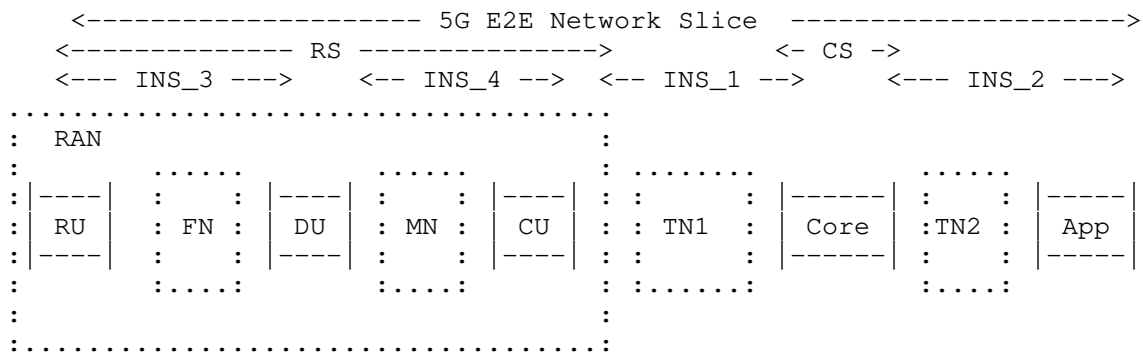 <--------------------- 5G E2E Network Slice --------------------->
<-------------- RS ---------------> <- CS ->
<--- INS_3 ---> <-- INS_4 --> <-- INS_1 --> <--- INS_2 --->
RAN
RU FN DU MN CU TN1 Core TN2 App